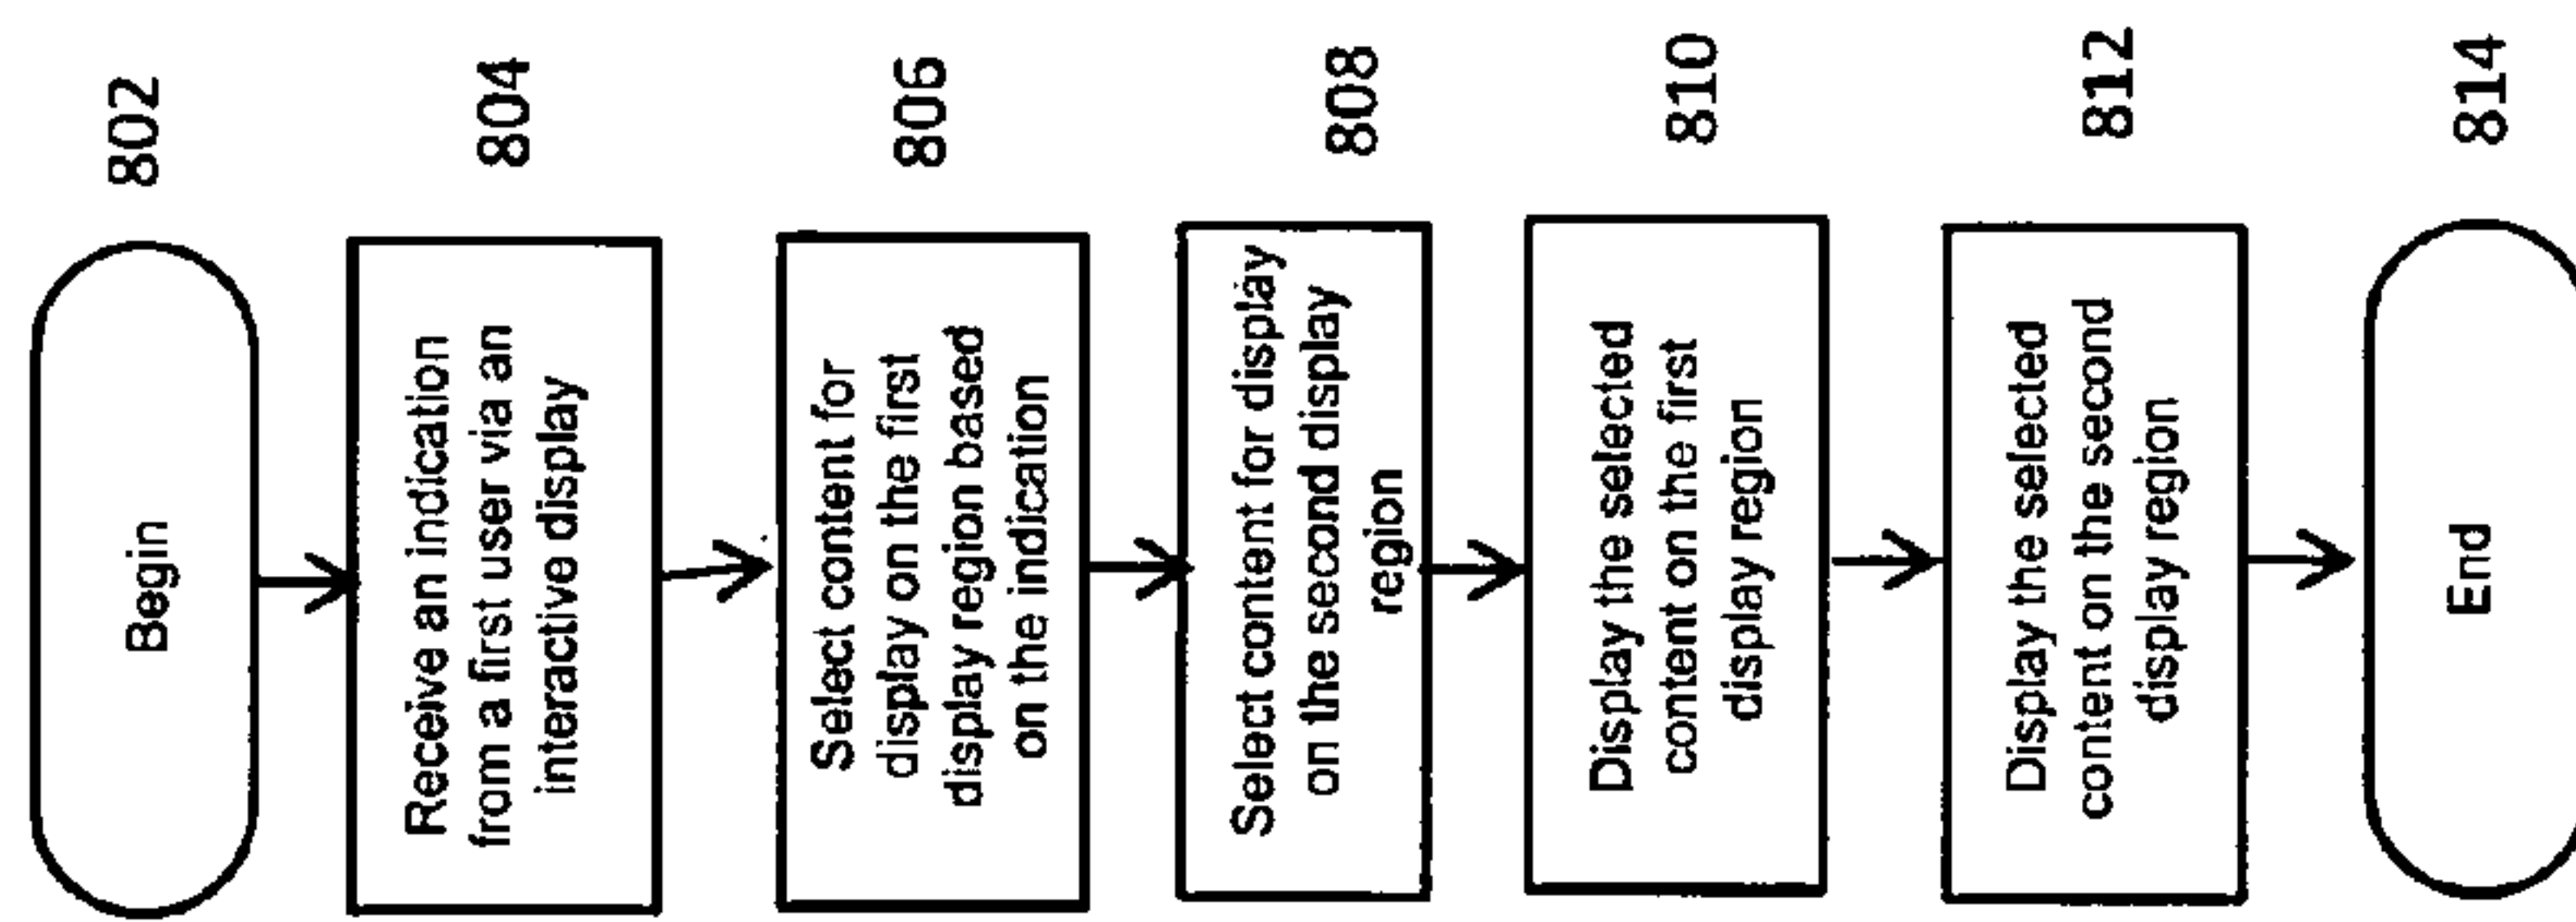 Begin
802
Receive an indication
from a first user via an
interactive display
804
Select content for
display on the first
display region based
on the indication
806
Select content for display
on the second display
region
808
Display the selected
content on the first
display region
810
Display the selected
content on the second
display region
812
End
814